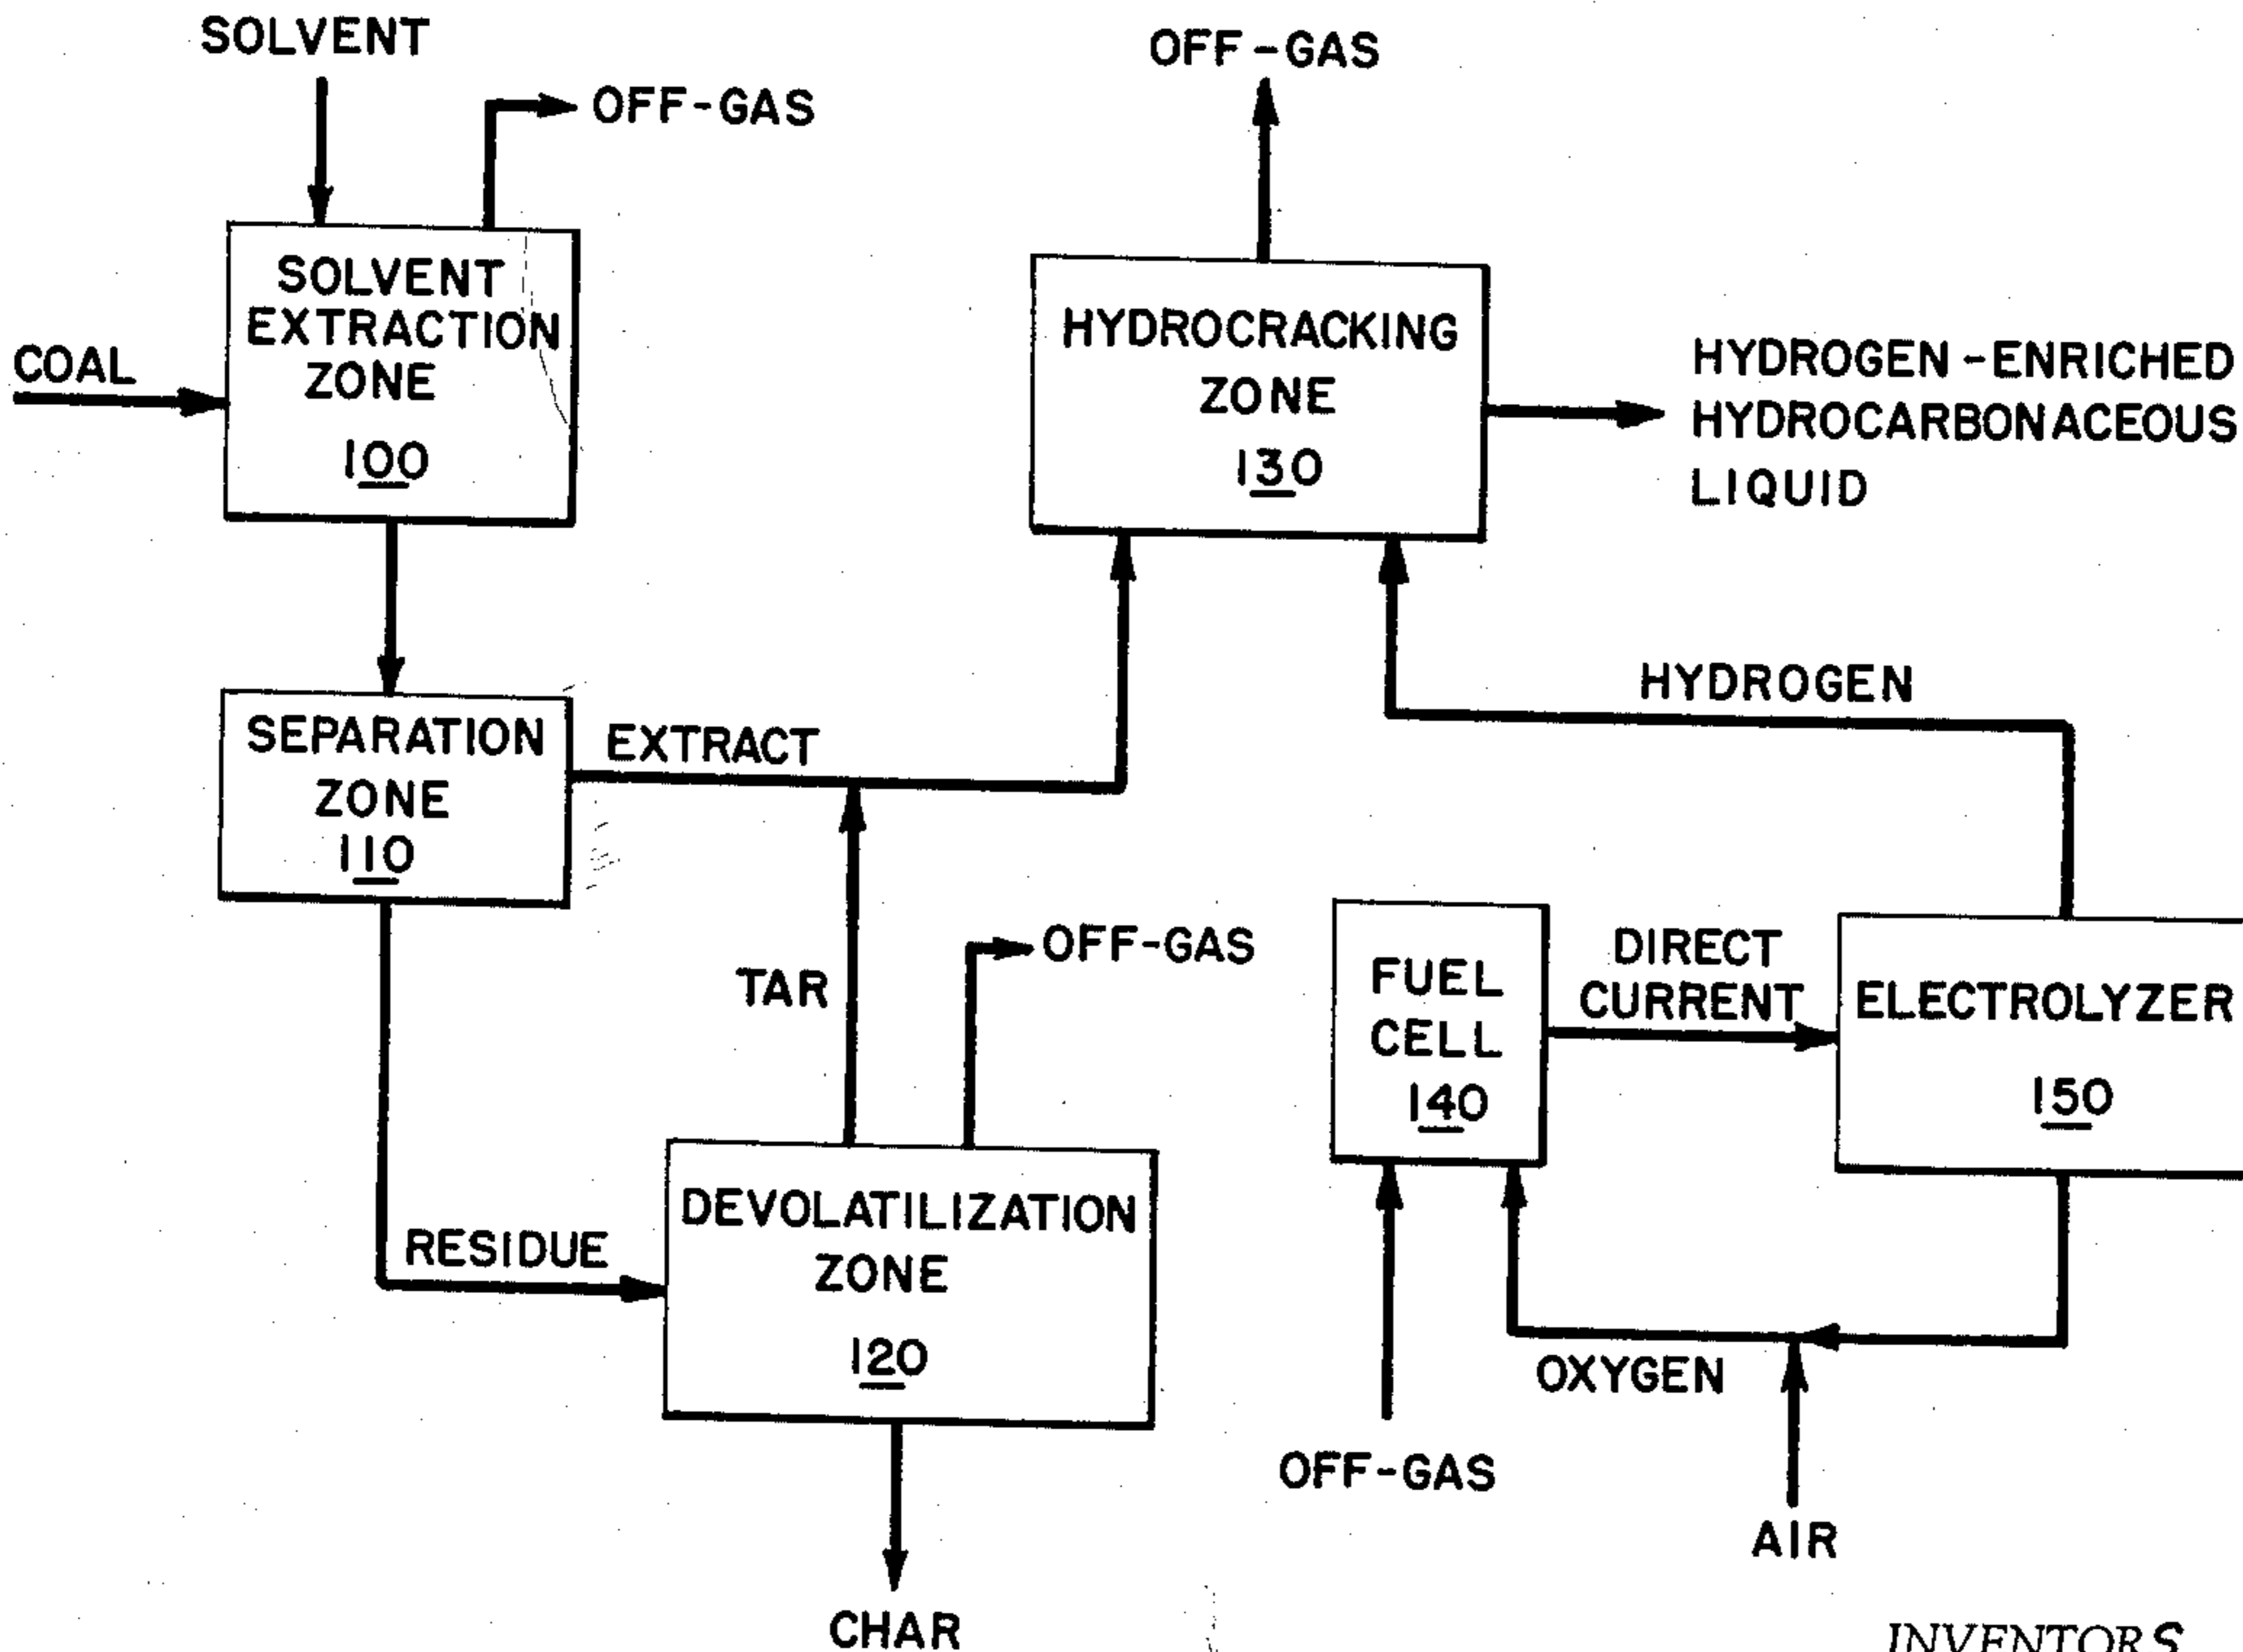 SOLVENT
OFF-GAS
SOLVENT
EXTRACTION
ZONE
100
COAL
SEPARATION
ZONE
110
EXTRACT
TAR
OFF-GAS
RESIDUE
DEVOLATILIZATION
ZONE
120
CHAR
OFF-GAS
HYDROCRACKING
ZONE
130
HYDROGEN-ENRICHED
HYDROCARBONACEOUS
LIQUID
HYDROGEN
FUEL
CELL
140
DIRECT
CURRENT
ELECTROLYZER
150
OXYGEN
OFF-GAS
AIR
INVENTORS